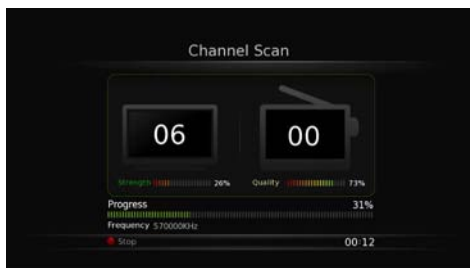 Channel Scan
06 00
Strength 26% Quality 73%
Progress 31%
Frequency 570000KHz
Stop 00:12